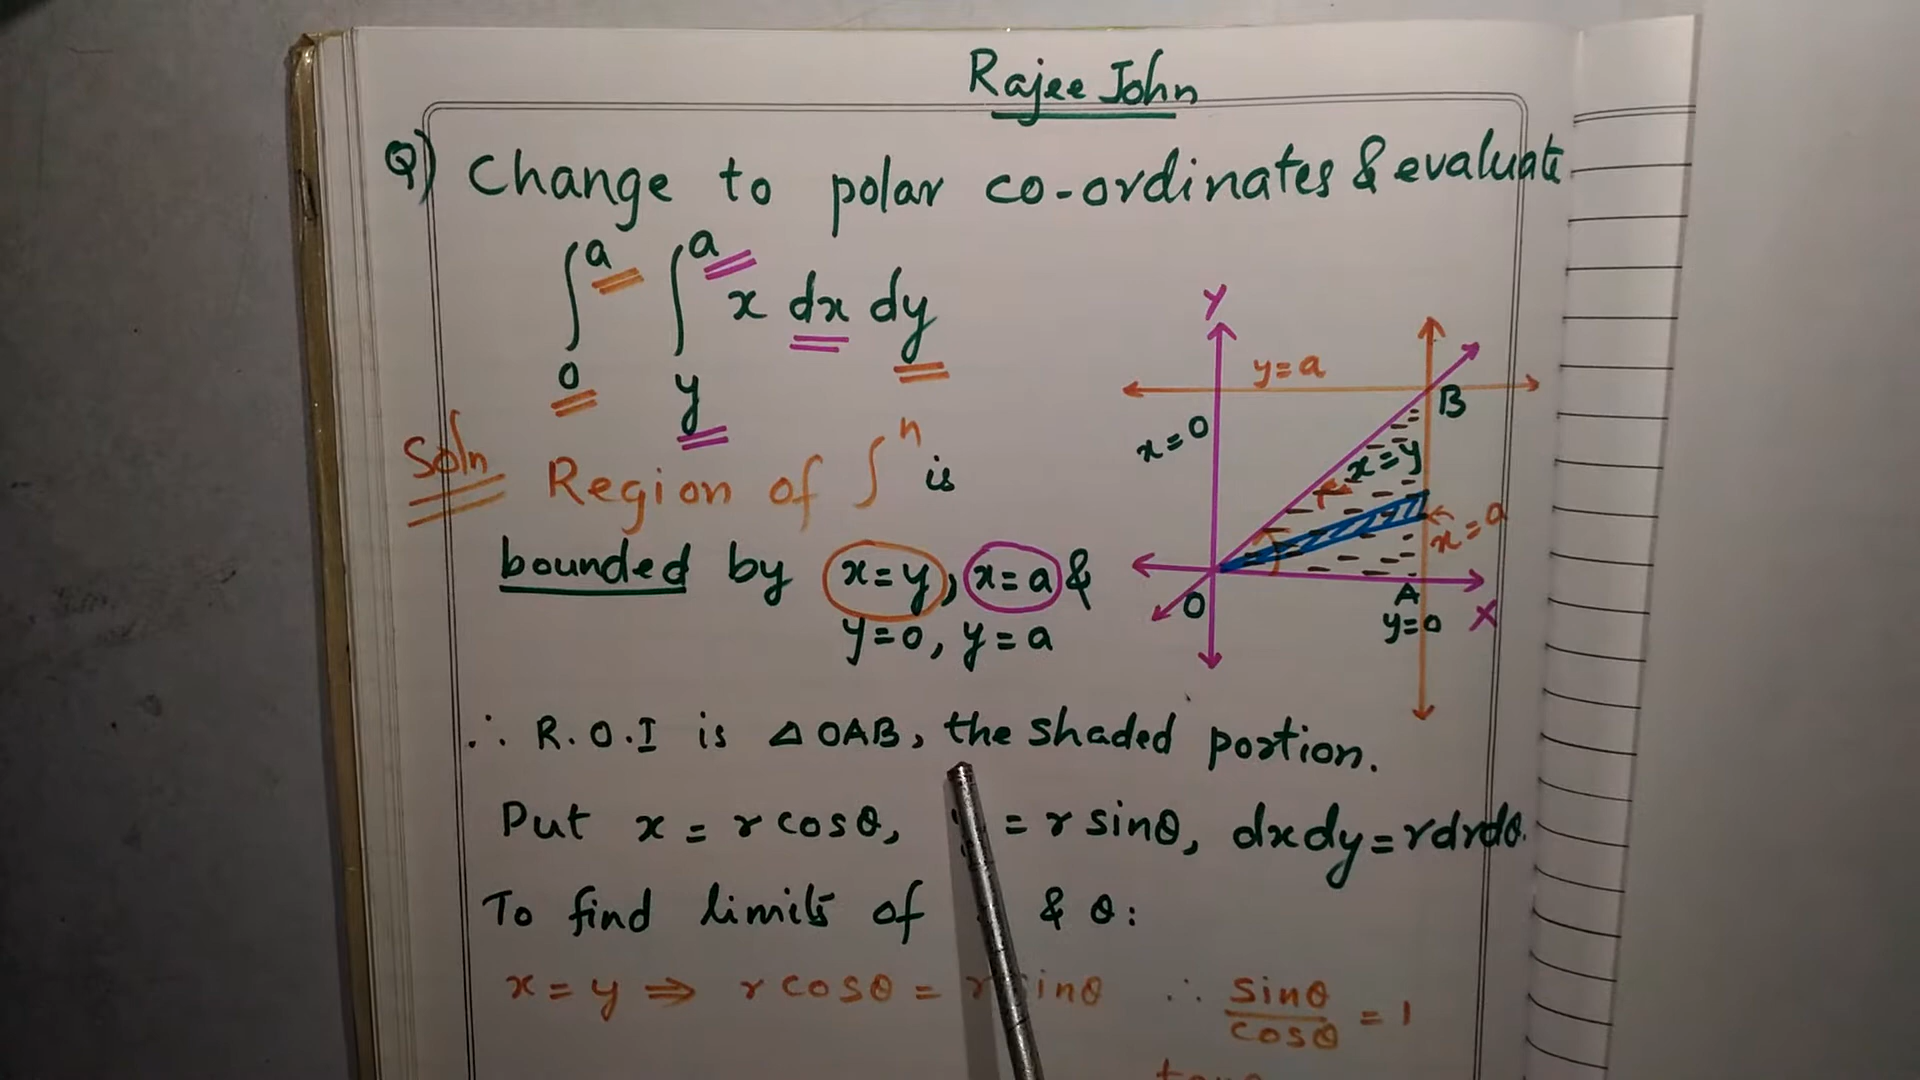 Rajee John
Q) Change to polar co-ordinates & evaluate
∫₀ᵃ ∫ᵧᵃ x dx dy
Soln Region of ∫ⁿ is
bounded by x=y, x=a &
y=0, y=a
Y
y=a
B
x=0
x=y
x=a
O
A
y=0
X
∴ R.O.I is △OAB, the shaded portion.
Put x = r cosθ, = r sinθ, dxdy = rdrdθ.
To find limits of & θ:
x = y ⇒ r cosθ = r sinθ ∴ sinθ/cosθ = 1